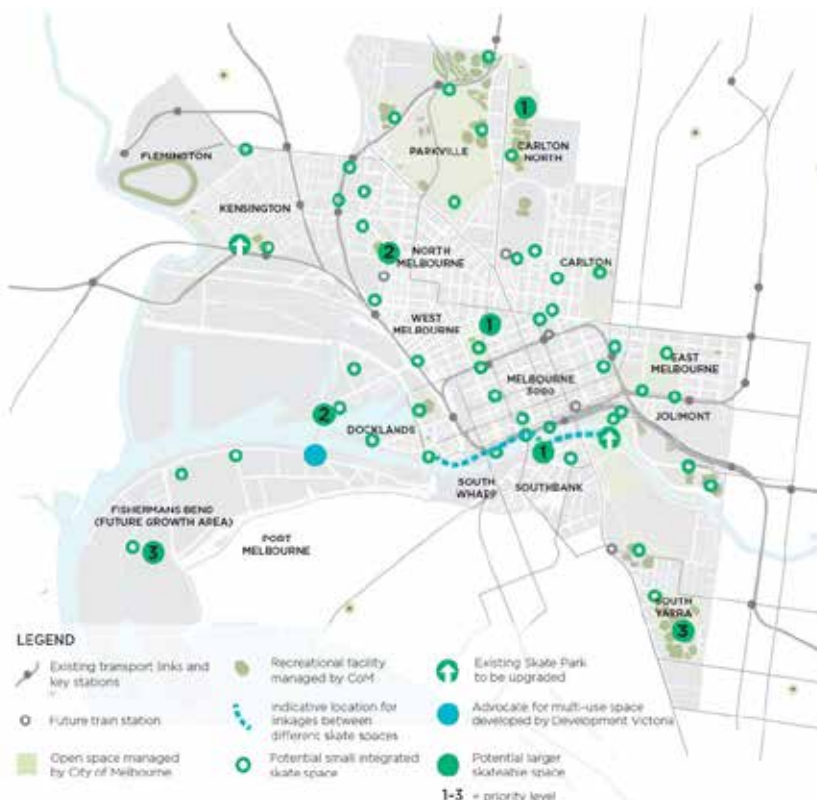 1
PARKVILLE
CARLTON
NORTH
FLEMINGTON
KENSINGTON
2
NORTH
MELBOURNE
CARLTON
WEST
MELBOURNE
1
EAST
MELBOURNE
MELBOURNE
3000
JOLIMONT
2
DOCKLANDS
1
SOUTH
WHARF
SOUTHBANK
FISHERMANS BEND
(FUTURE GROWTH AREA)
PORT
MELBOURNE
3
SOUTH
YARRA
3
LEGEND
Existing transport links and
key stations
Future train station
Open space managed
by City of Melbourne
Recreational facility
managed by CoM
Indicative location for
linkages between
different skate spaces
Potential small integrated
skate space
Existing Skate Park
to be upgraded
Advocate for multi-use space
developed by Development Victoria
Potential larger
skateable space
1-3 = priority level